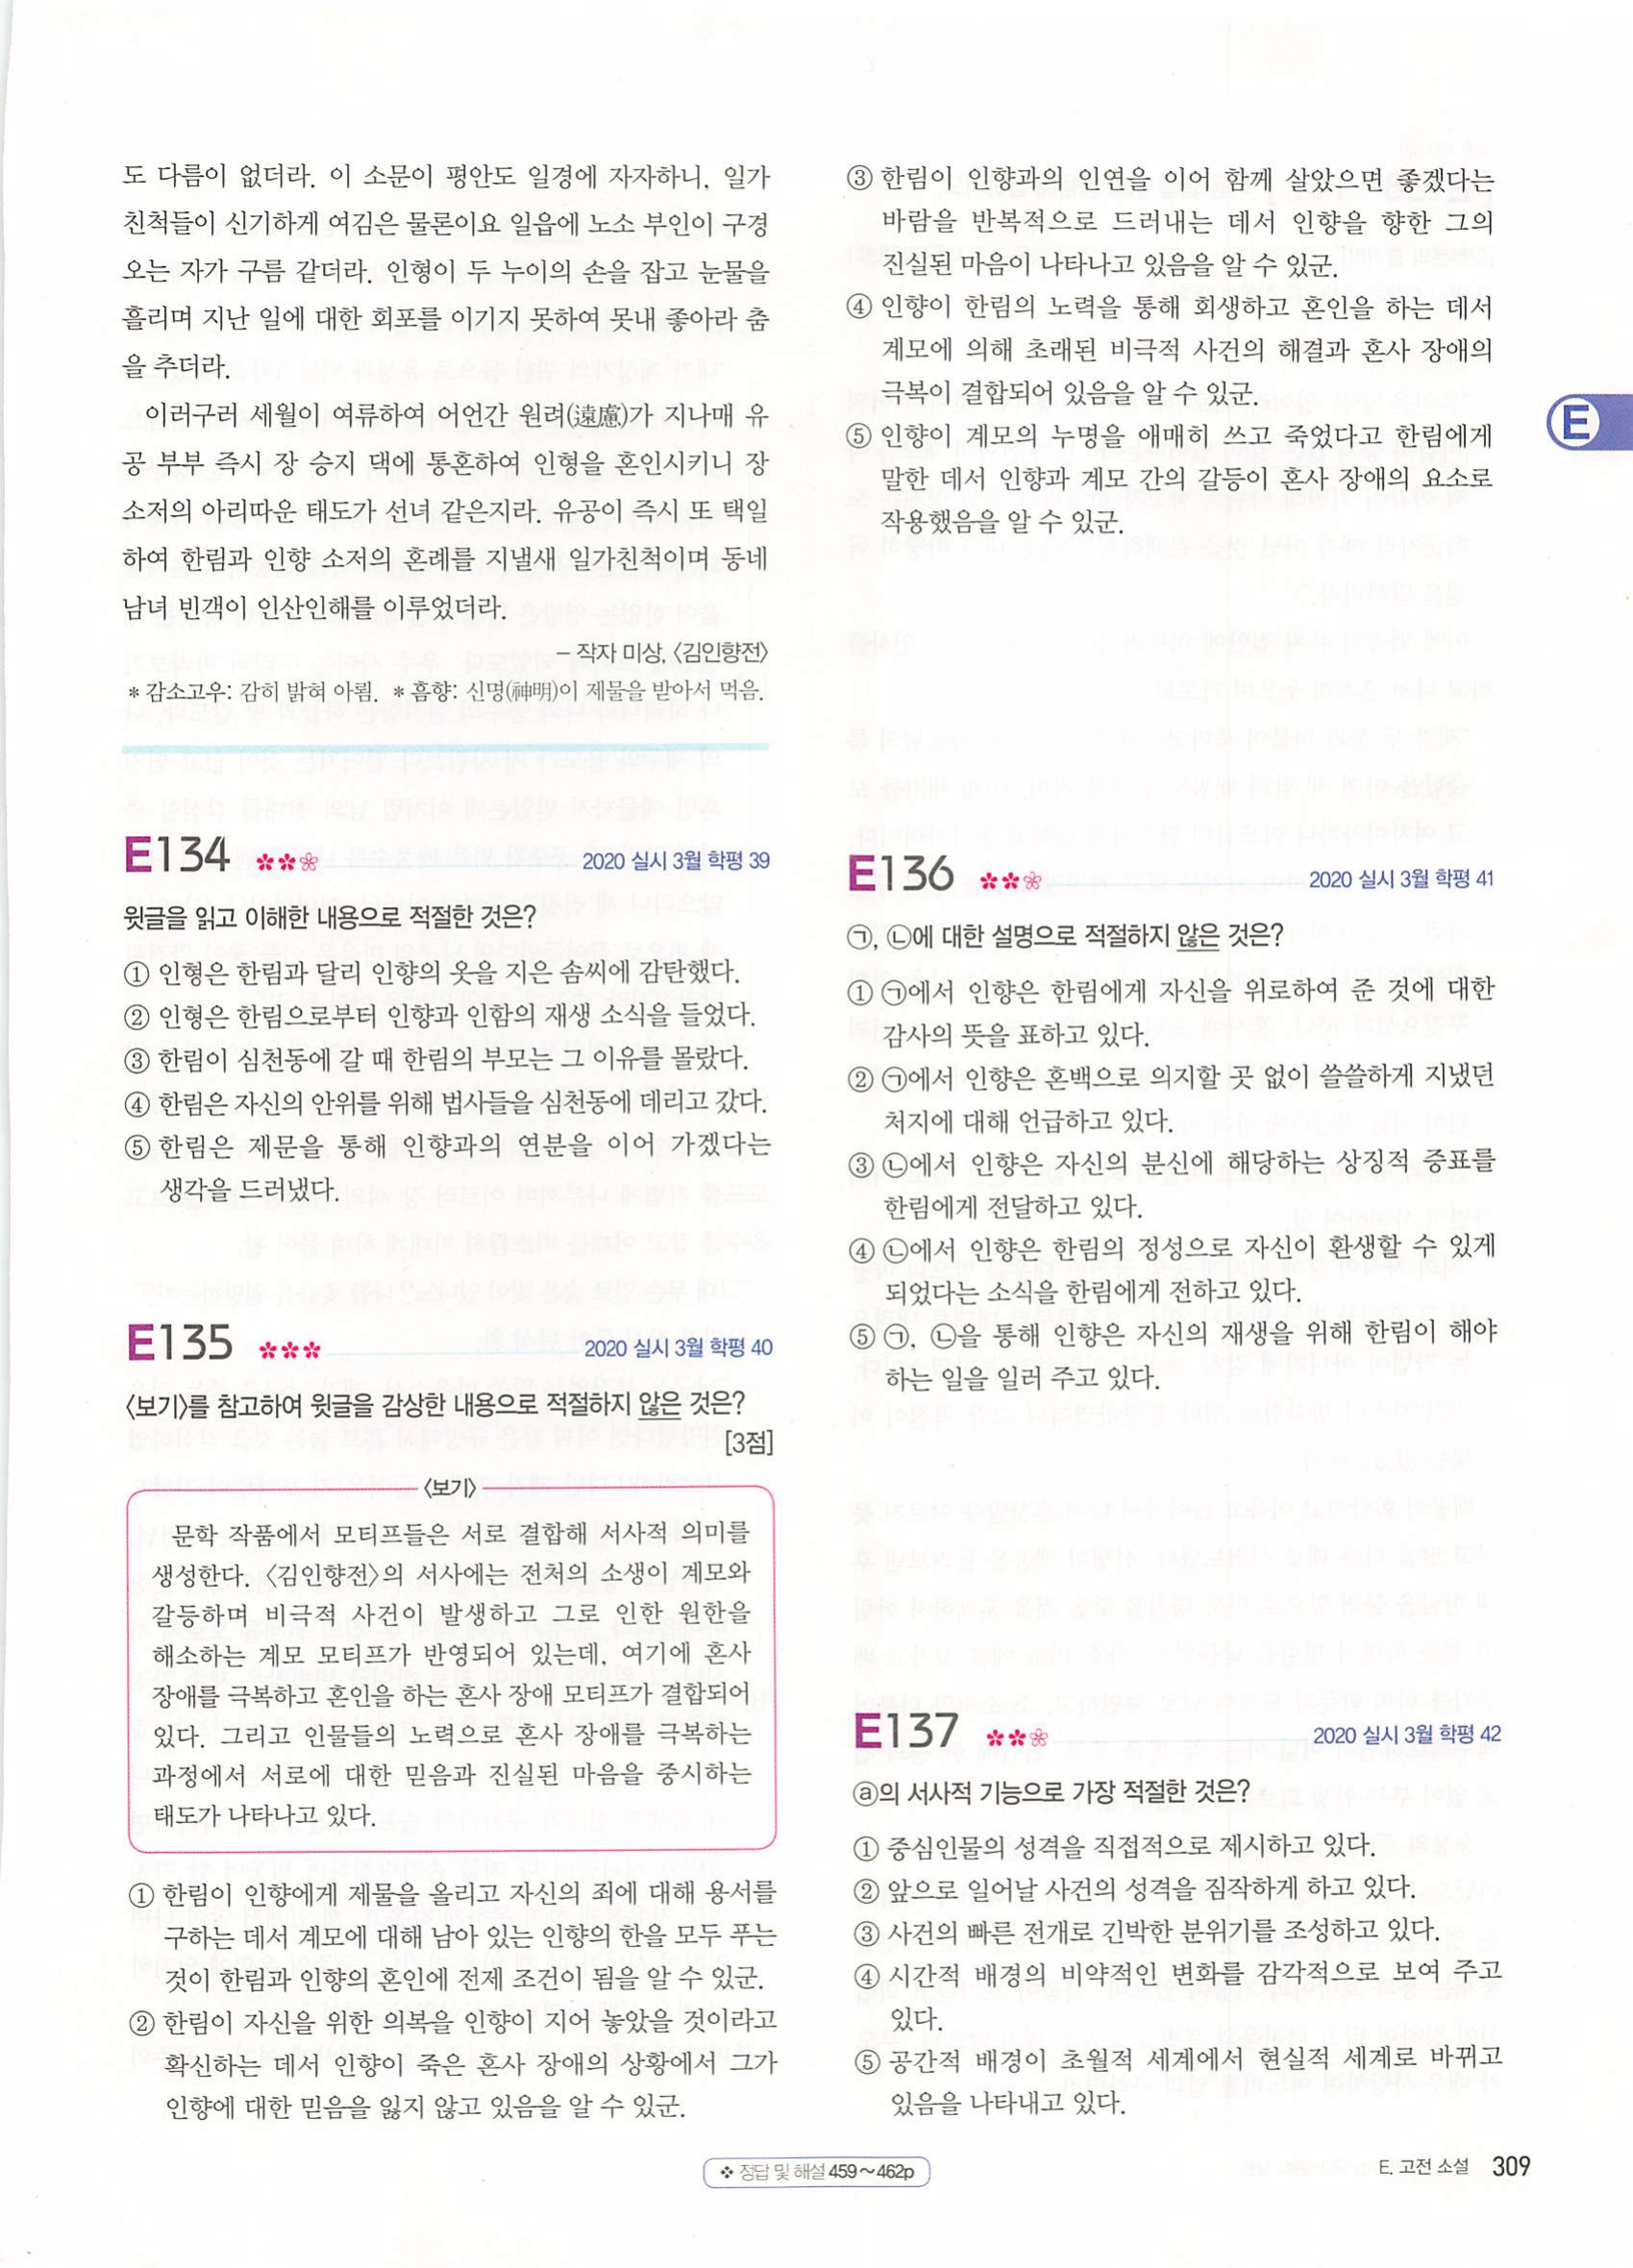 도 다름이 없더라. 이 소문이 평안도 일경에 자자하니, 일가
친척들이 신기하게 여김은 물론이요 일읍에 노소 부인이 구경
오는 자가 구름 같더라. 인형이 두 누이의 손을 잡고 눈물을
흘리며 지난 일에 대한 회포를 이기지 못하여 못내 좋아라 춤
을 추더라.
이러구러 세월이 여류하여 어언간 원려(遠慮)가 지나매 유
공 부부 즉시 장 승지 댁에 통혼하여 인형을 혼인시키니 장
소저의 아리따운 태도가 선녀 같은지라. 유공이 즉시 또 택일
하여 한림과 인향 소저의 혼례를 지낼새 일가친척이며 동네
남녀 빈객이 인산인해를 이루었더라.
- 작자 미상, 〈김인향전〉
* 감소고우: 감히 밝혀 아룀. * 흠향: 신명(神明)이 제물을 받아서 먹음.
E134 2020 실시 3월 학평 39
윗글을 읽고 이해한 내용으로 적절한 것은?
① 인형은 한림과 달리 인향의 옷을 지은 솜씨에 감탄했다.
② 인형은 한림으로부터 인향과 인함의 재생 소식을 들었다.
③ 한림이 심천동에 갈 때 한림의 부모는 그 이유를 몰랐다.
④ 한림은 자신의 안위를 위해 법사들을 심천동에 데리고 갔다.
⑤ 한림은 제문을 통해 인향과의 연분을 이어 가겠다는
생각을 드러냈다.
E135 2020 실시 3월 학평 40
〈보기〉를 참고하여 윗글을 감상한 내용으로 적절하지 않은 것은?
[3점]
〈보기〉
문학 작품에서 모티프들은 서로 결합해 서사적 의미를
생성한다. 〈김인향전〉의 서사에는 전처의 소생이 계모와
갈등하며 비극적 사건이 발생하고 그로 인한 원한을
해소하는 계모 모티프가 반영되어 있는데, 여기에 혼사
장애를 극복하고 혼인을 하는 혼사 장애 모티프가 결합되어
있다. 그리고 인물들의 노력으로 혼사 장애를 극복하는
과정에서 서로에 대한 믿음과 진실된 마음을 중시하는
태도가 나타나고 있다.
① 한림이 인향에게 제물을 올리고 자신의 죄에 대해 용서를
구하는 데서 계모에 대해 남아 있는 인향의 한을 모두 푸는
것이 한림과 인향의 혼인에 전제 조건이 됨을 알 수 있군.
② 한림이 자신을 위한 의복을 인향이 지어 놓았을 것이라고
확신하는 데서 인향이 죽은 혼사 장애의 상황에서 그가
인향에 대한 믿음을 잃지 않고 있음을 알 수 있군.
③ 한림이 인향과의 인연을 이어 함께 살았으면 좋겠다는
바람을 반복적으로 드러내는 데서 인향을 향한 그의
진실된 마음이 나타나고 있음을 알 수 있군.
④ 인향이 한림의 노력을 통해 회생하고 혼인을 하는 데서
계모에 의해 초래된 비극적 사건의 해결과 혼사 장애의
극복이 결합되어 있음을 알 수 있군.
⑤ 인향이 계모의 누명을 애매히 쓰고 죽었다고 한림에게
말한 데서 인향과 계모 간의 갈등이 혼사 장애의 요소로
작용했음을 알 수 있군.
E
E136 2020 실시 3월 학평 41
㉠, ㉡에 대한 설명으로 적절하지 않은 것은?
① ㉠에서 인향은 한림에게 자신을 위로하여 준 것에 대한
감사의 뜻을 표하고 있다.
② ㉠에서 인향은 혼백으로 의지할 곳 없이 쓸쓸하게 지냈던
처지에 대해 언급하고 있다.
③ ㉡에서 인향은 자신의 분신에 해당하는 상징적 증표를
한림에게 전달하고 있다.
④ ㉡에서 인향은 한림의 정성으로 자신이 환생할 수 있게
되었다는 소식을 한림에게 전하고 있다.
⑤ ㉠, ㉡을 통해 인향은 자신의 재생을 위해 한림이 해야
하는 일을 일러 주고 있다.
E137 2020 실시 3월 학평 42
ⓐ의 서사적 기능으로 가장 적절한 것은?
① 중심인물의 성격을 직접적으로 제시하고 있다.
② 앞으로 일어날 사건의 성격을 짐작하게 하고 있다.
③ 사건의 빠른 전개로 긴박한 분위기를 조성하고 있다.
④ 시간적 배경의 비약적인 변화를 감각적으로 보여 주고
있다.
⑤ 공간적 배경이 초월적 세계에서 현실적 세계로 바뀌고
있음을 나타내고 있다.
❖ 정답 및 해설 459~462p
E. 고전 소설 309